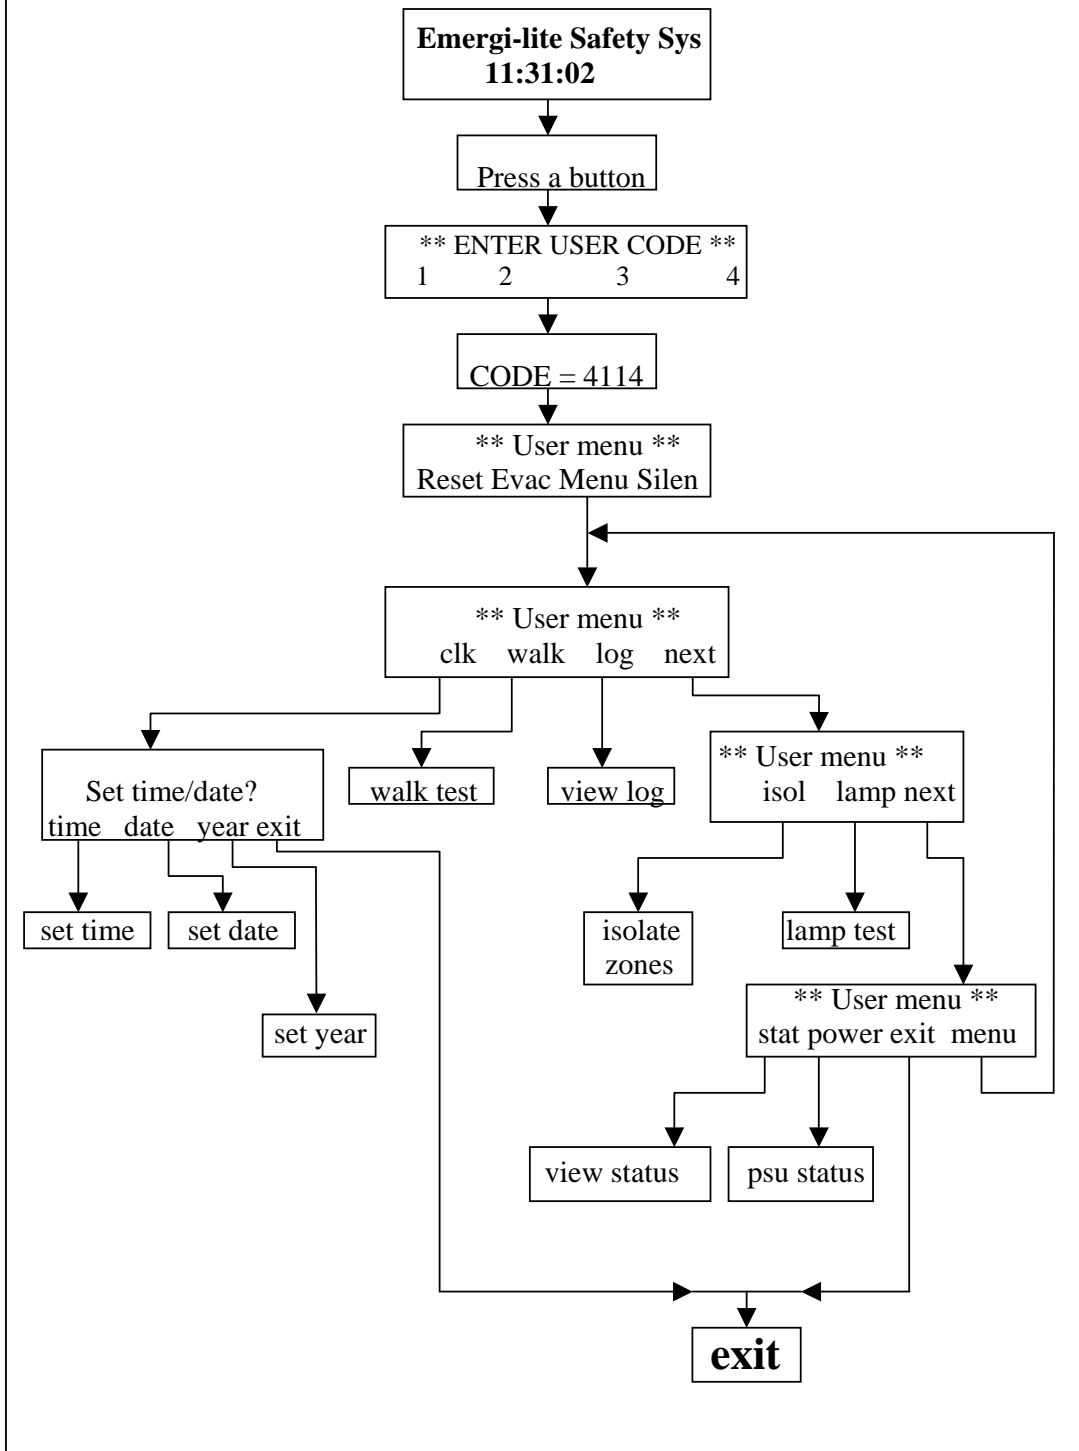 Emergi-lite Safety Sys
11:31:02
Press a button
** ENTER USER CODE **
1 2 3 4
CODE = 4114
** User menu **
Reset Evac Menu Silen
** User menu **
clk walk log next
Set time/date?
time date year exit
walk test
view log
** User menu **
isol lamp next
set time
set date
set year
isolate
zones
lamp test
** User menu **
stat power exit menu
view status
psu status
exit